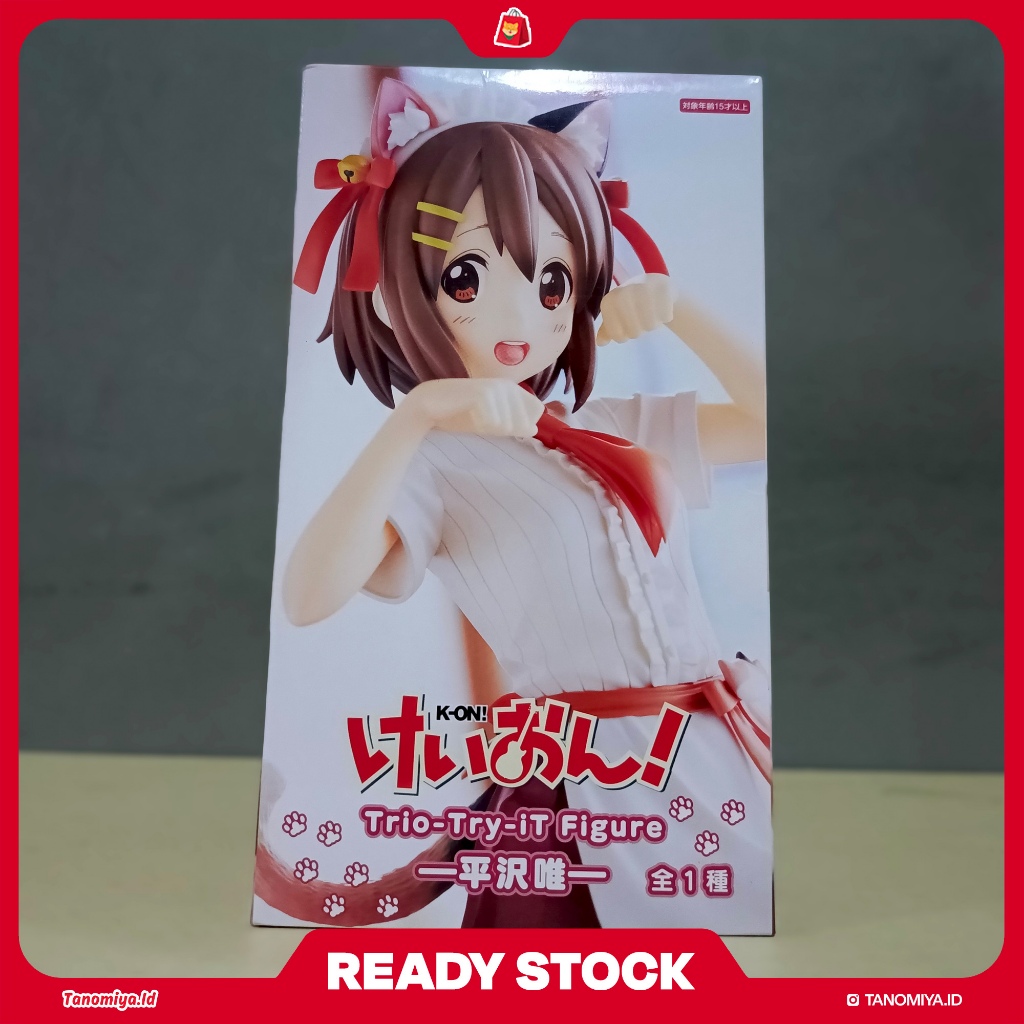 対象年齢15才以上
K-ON!
けいおん!
Trio-Try-iT Figure
―平沢唯―
全1種
READY STOCK
Tanomiya.Id
TANOMIYA.ID